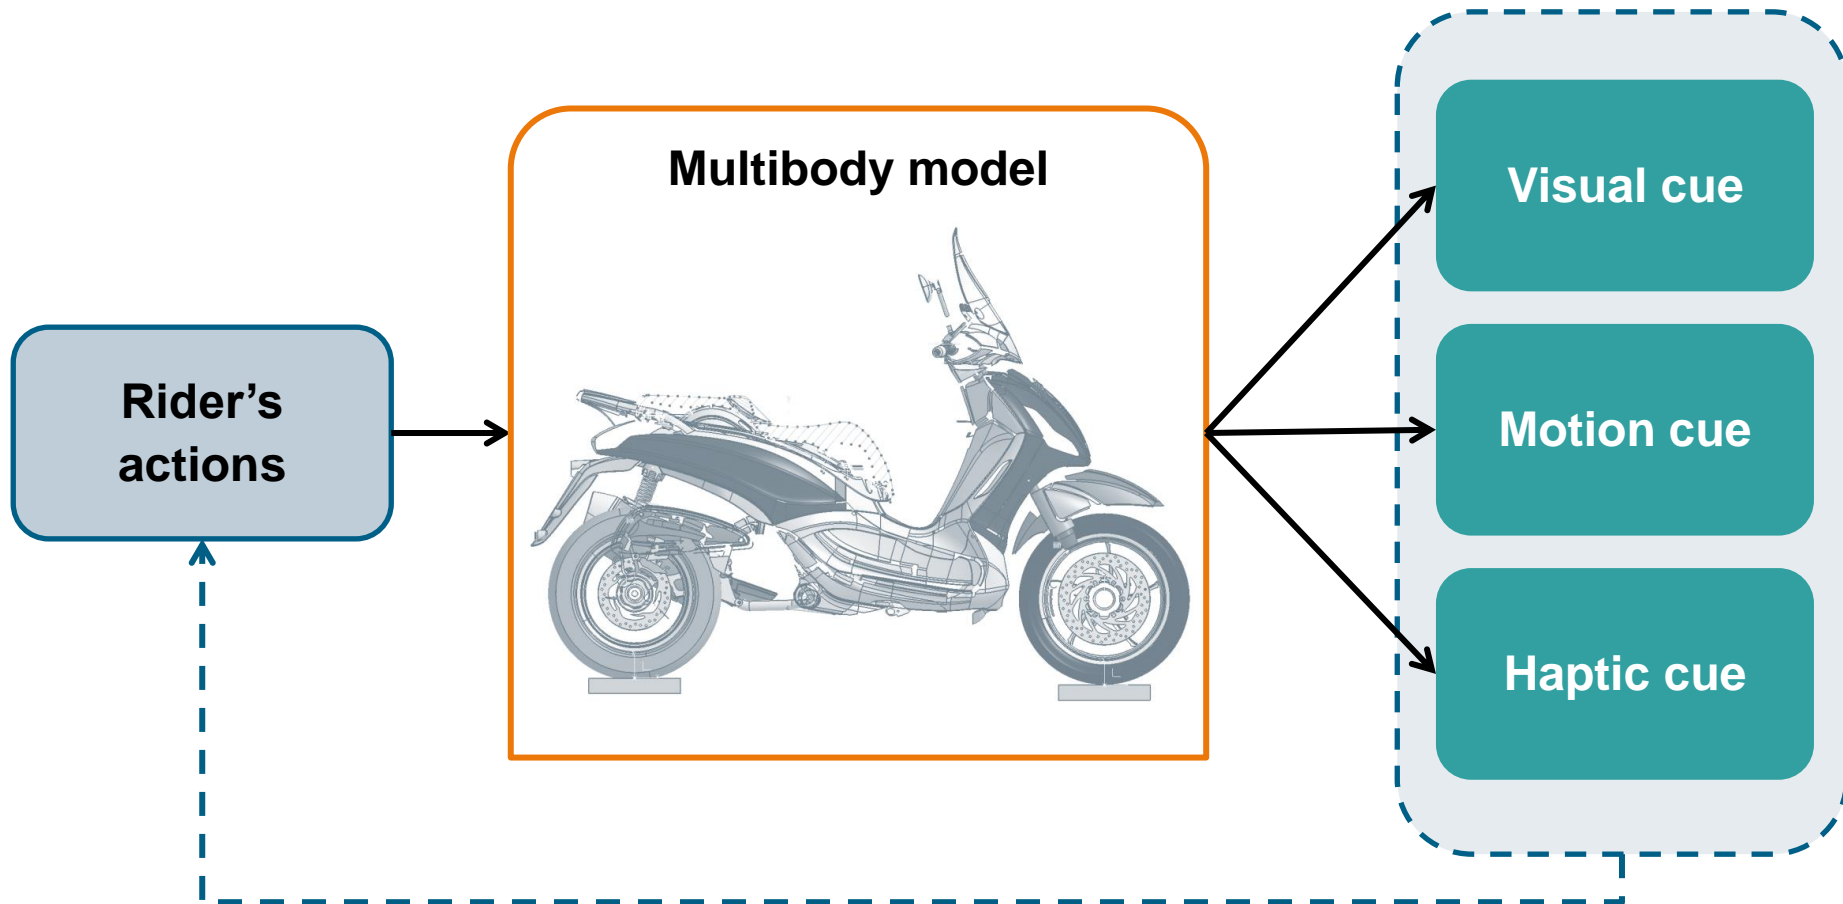 Multibody model
Rider’s
actions
Visual cue
Motion cue
Haptic cue